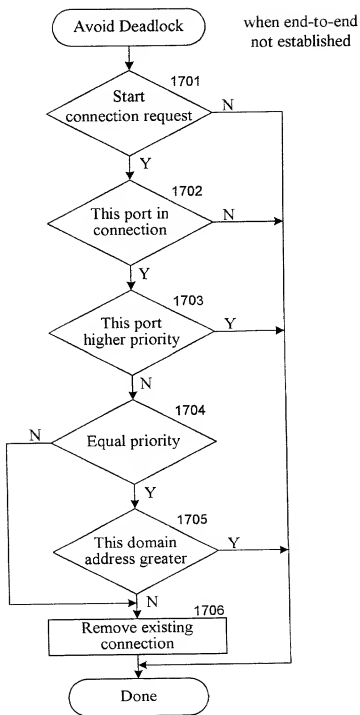 Avoid Deadlock
when end-to-end
not established
1701
Start
connection request
N
Y
1702
This port in
connection
N
Y
1703
This port
higher priority
Y
N
1704
N
Equal priority
Y
1705
This domain
address greater
Y
N
1706
Remove existing
connection
Done